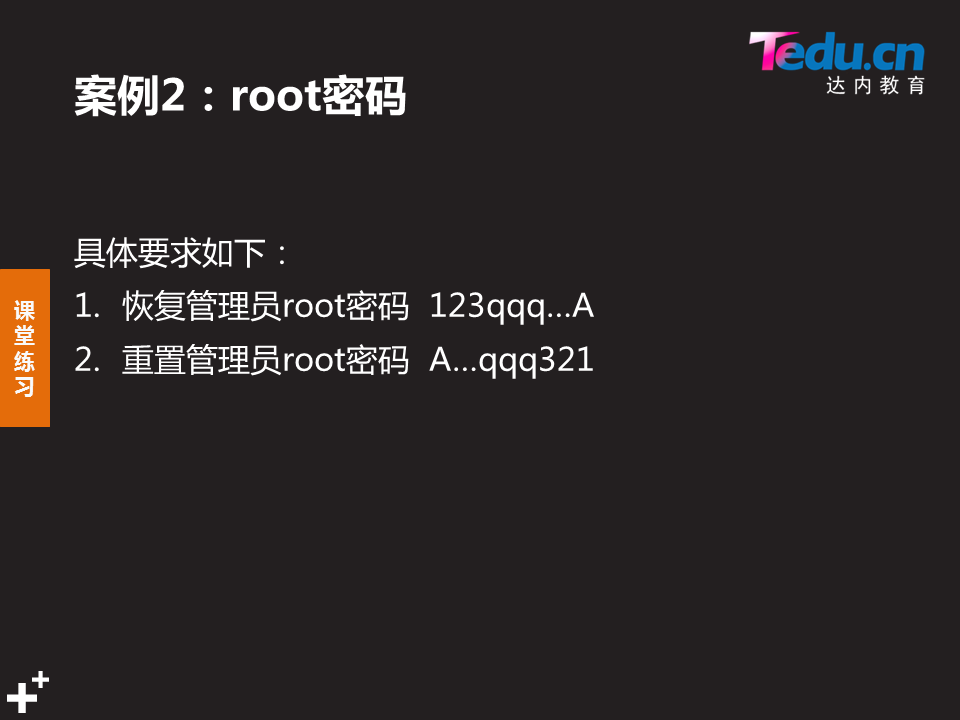 Tedu.cn
达内教育
案例2：root密码
具体要求如下：
1. 恢复管理员root密码 123qqq...A
2. 重置管理员root密码 A...qqq321
课堂练习